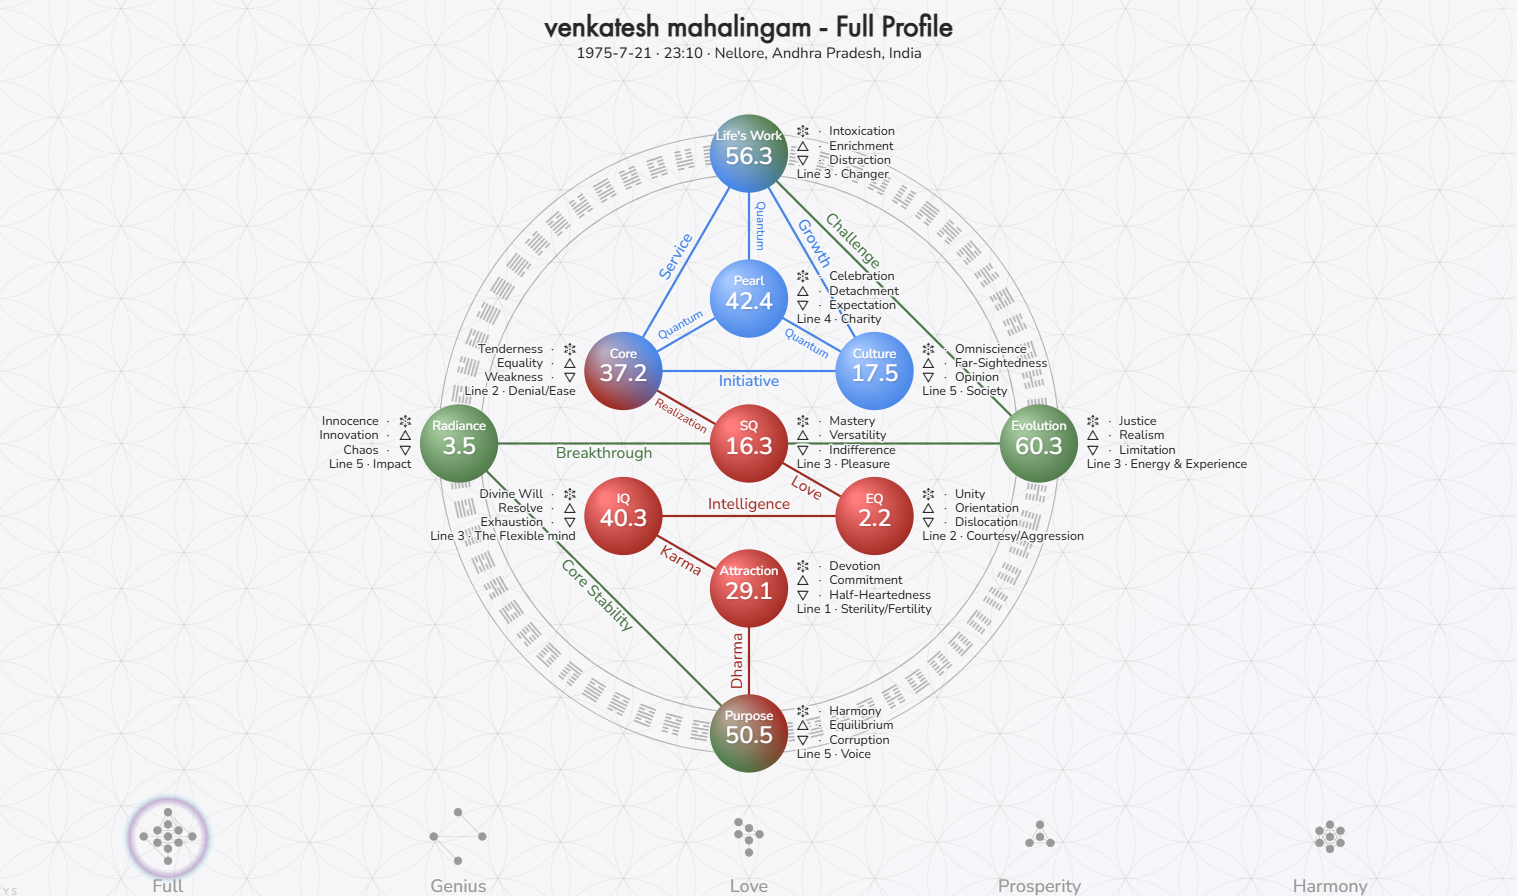 venkatesh mahalingam - Full Profile
1975-7-21 · 23:10 · Nellore, Andhra Pradesh, India
Life's Work
56.3
· Intoxication
· Enrichment
· Distraction
Line 3 · Changer
Service
Quantum
Growth
Challenge
Pearl
42.4
· Celebration
· Detachment
· Expectation
Line 4 · Charity
Quantum
Quantum
Tenderness ·
Equality ·
Weakness ·
Line 2 · Denial/Ease
Core
37.2
Initiative
Culture
17.5
· Omniscience
· Far-Sightedness
· Opinion
Line 5 · Society
Realization
Innocence ·
Innovation ·
Chaos ·
Line 5 · Impact
Radiance
3.5
Breakthrough
SQ
16.3
· Mastery
· Versatility
· Indifference
Line 3 · Pleasure
Evolution
60.3
· Justice
· Realism
· Limitation
Line 3 · Energy & Experience
Love
Divine Will ·
Resolve ·
Exhaustion ·
Line 3 · The Flexible mind
IQ
40.3
Intelligence
EQ
2.2
· Unity
· Orientation
· Dislocation
Line 2 · Courtesy/Aggression
Karma
Core Stability
Attraction
29.1
· Devotion
· Commitment
· Half-Heartedness
Line 1 · Sterility/Fertility
Dharma
Purpose
50.5
· Harmony
· Equilibrium
· Corruption
Line 5 · Voice
Full
Genius
Love
Prosperity
Harmony